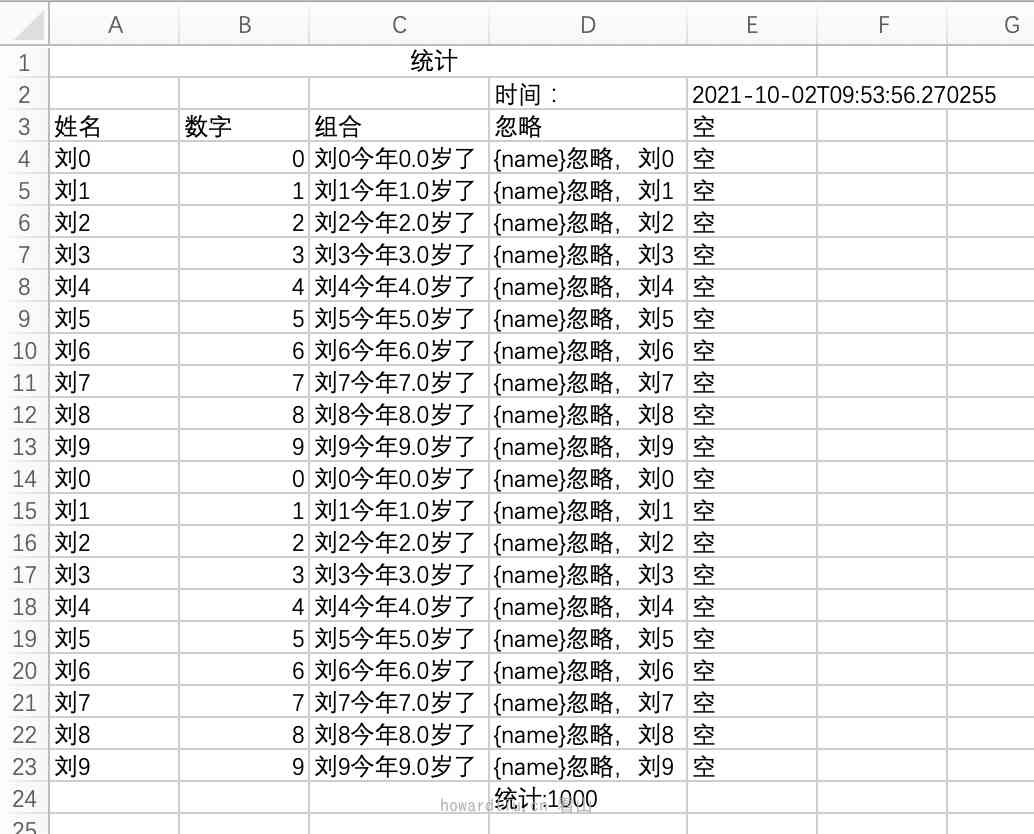 A B C D E F G
1 统计
2 时间： 2021-10-02T09:53:56.270255
3 姓名 数字 组合 忽略 空
4 刘0 0 刘0今年0.0岁了 {name}忽略，刘0 空
5 刘1 1 刘1今年1.0岁了 {name}忽略，刘1 空
6 刘2 2 刘2今年2.0岁了 {name}忽略，刘2 空
7 刘3 3 刘3今年3.0岁了 {name}忽略，刘3 空
8 刘4 4 刘4今年4.0岁了 {name}忽略，刘4 空
9 刘5 5 刘5今年5.0岁了 {name}忽略，刘5 空
10 刘6 6 刘6今年6.0岁了 {name}忽略，刘6 空
11 刘7 7 刘7今年7.0岁了 {name}忽略，刘7 空
12 刘8 8 刘8今年8.0岁了 {name}忽略，刘8 空
13 刘9 9 刘9今年9.0岁了 {name}忽略，刘9 空
14 刘0 0 刘0今年0.0岁了 {name}忽略，刘0 空
15 刘1 1 刘1今年1.0岁了 {name}忽略，刘1 空
16 刘2 2 刘2今年2.0岁了 {name}忽略，刘2 空
17 刘3 3 刘3今年3.0岁了 {name}忽略，刘3 空
18 刘4 4 刘4今年4.0岁了 {name}忽略，刘4 空
19 刘5 5 刘5今年5.0岁了 {name}忽略，刘5 空
20 刘6 6 刘6今年6.0岁了 {name}忽略，刘6 空
21 刘7 7 刘7今年7.0岁了 {name}忽略，刘7 空
22 刘8 8 刘8今年8.0岁了 {name}忽略，刘8 空
23 刘9 9 刘9今年9.0岁了 {name}忽略，刘9 空
24 统计:1000
25